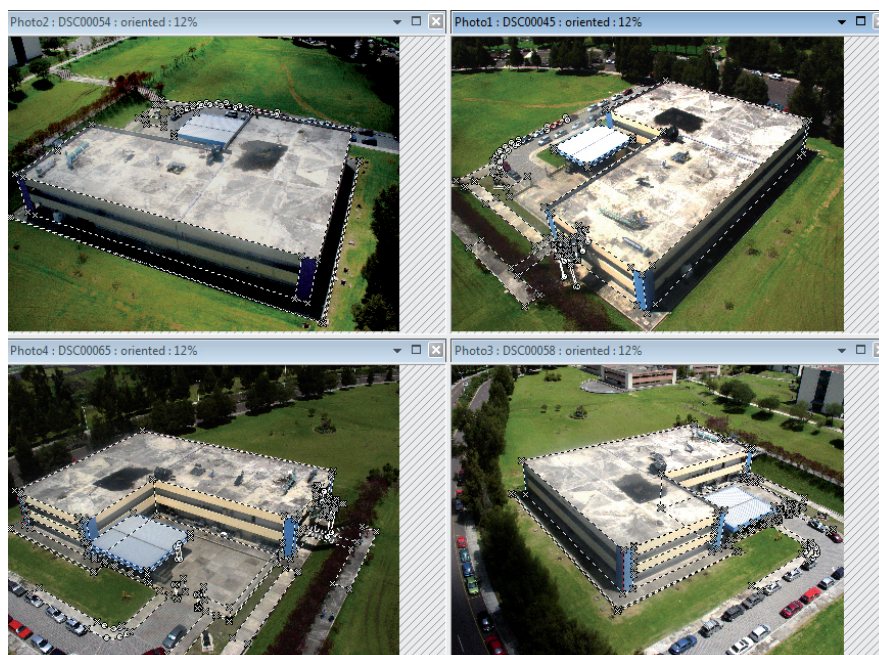 Photo2 : DSC00054 : oriented : 12%
Photo1 : DSC00045 : oriented : 12%
Photo4 : DSC00065 : oriented : 12%
Photo3 : DSC00058 : oriented : 12%